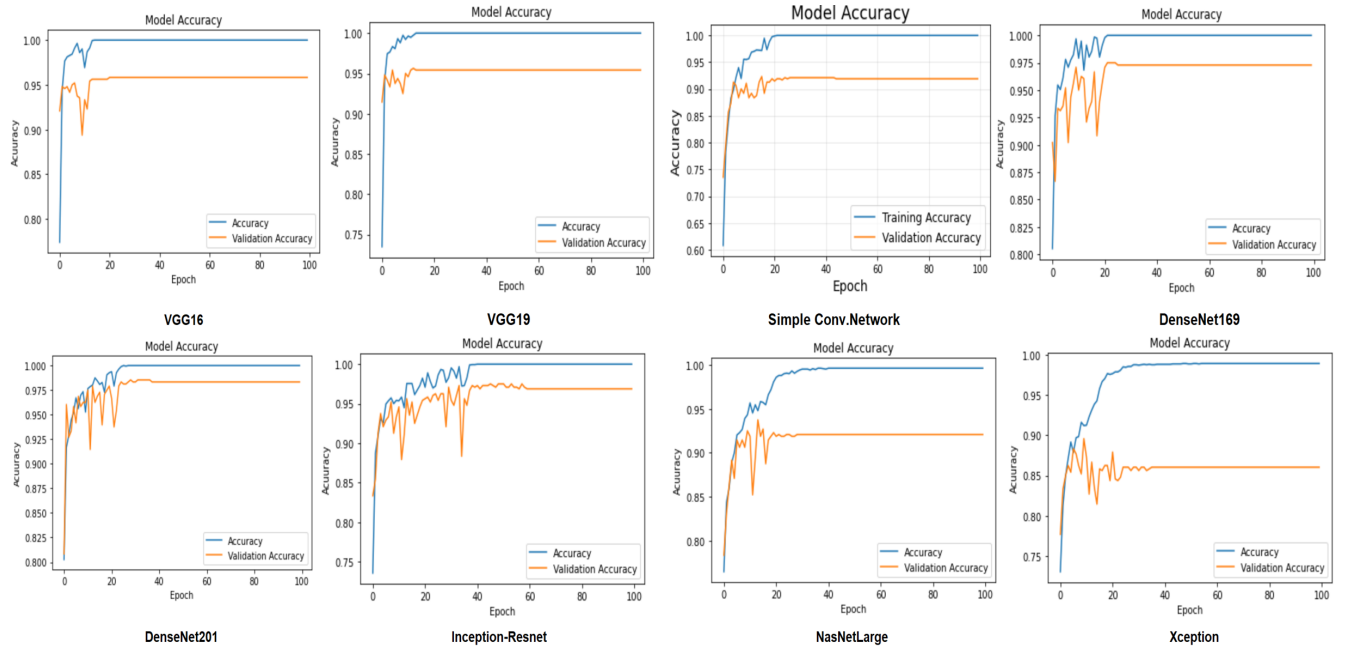 Model Accuracy
1.00
0.95
0.90
0.85
0.80
Acuuracy
0 20 40 60 80 100
Epoch
Accuracy
Validation Accuracy
VGG16
Model Accuracy
1.00
0.95
0.90
0.85
0.80
0.75
Acuuracy
0 20 40 60 80 100
Epoch
Accuracy
Validation Accuracy
VGG19
Model Accuracy
1.00
0.95
0.90
0.85
0.80
0.75
0.70
0.65
0.60
Accuracy
0 20 40 60 80 100
Epoch
Training Accuracy
Validation Accuracy
Simple Conv.Network
Model Accuracy
1.000
0.975
0.950
0.925
0.900
0.875
0.850
0.825
0.800
Acuuracy
0 20 40 60 80 100
Epoch
Accuracy
Validation Accuracy
DenseNet169
Model Accuracy
1.000
0.975
0.950
0.925
0.900
0.875
0.850
0.825
0.800
Acuuracy
0 20 40 60 80 100
Epoch
Accuracy
Validation Accuracy
DenseNet201
Model Accuracy
1.00
0.95
0.90
0.85
0.80
0.75
Acuuracy
0 20 40 60 80 100
Epoch
Accuracy
Validation Accuracy
Inception-Resnet
Model Accuracy
1.00
0.95
0.90
0.85
0.80
Acuuracy
0 20 40 60 80 100
Epoch
Accuracy
Validation Accuracy
NasNetLarge
Model Accuracy
1.00
0.95
0.90
0.85
0.80
0.75
Acuuracy
0 20 40 60 80 100
Epoch
Accuracy
Validation Accuracy
Xception